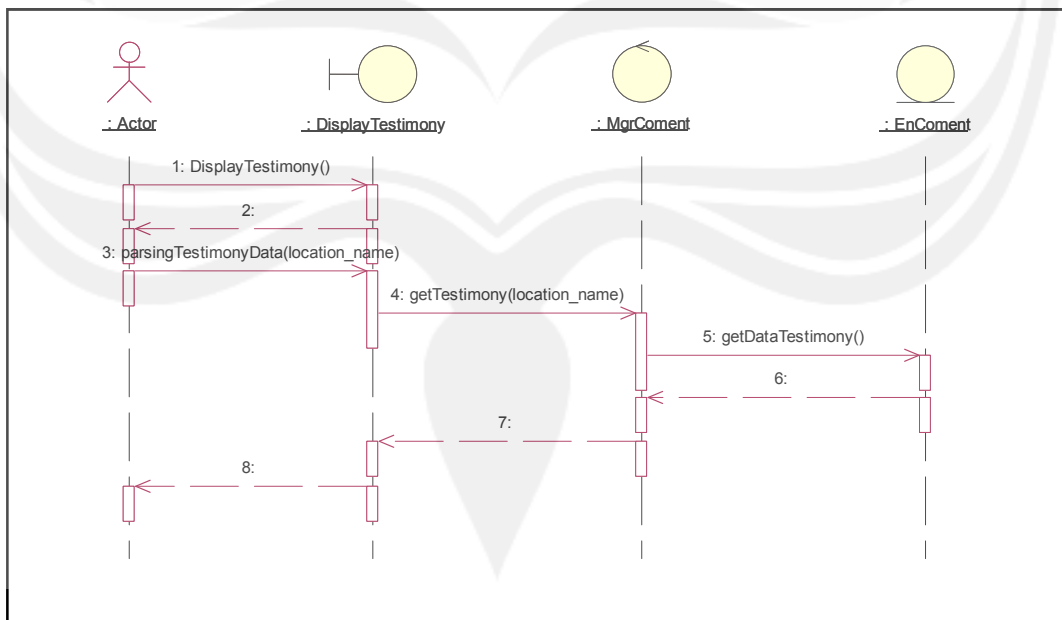 : Actor
: DisplayTestimony
: MgrComent
: EnComent
1: DisplayTestimony()
2:
3: parsingTestimonyData(location_name)
4: getTestimony(location_name)
5: getDataTestimony()
6:
7:
8: